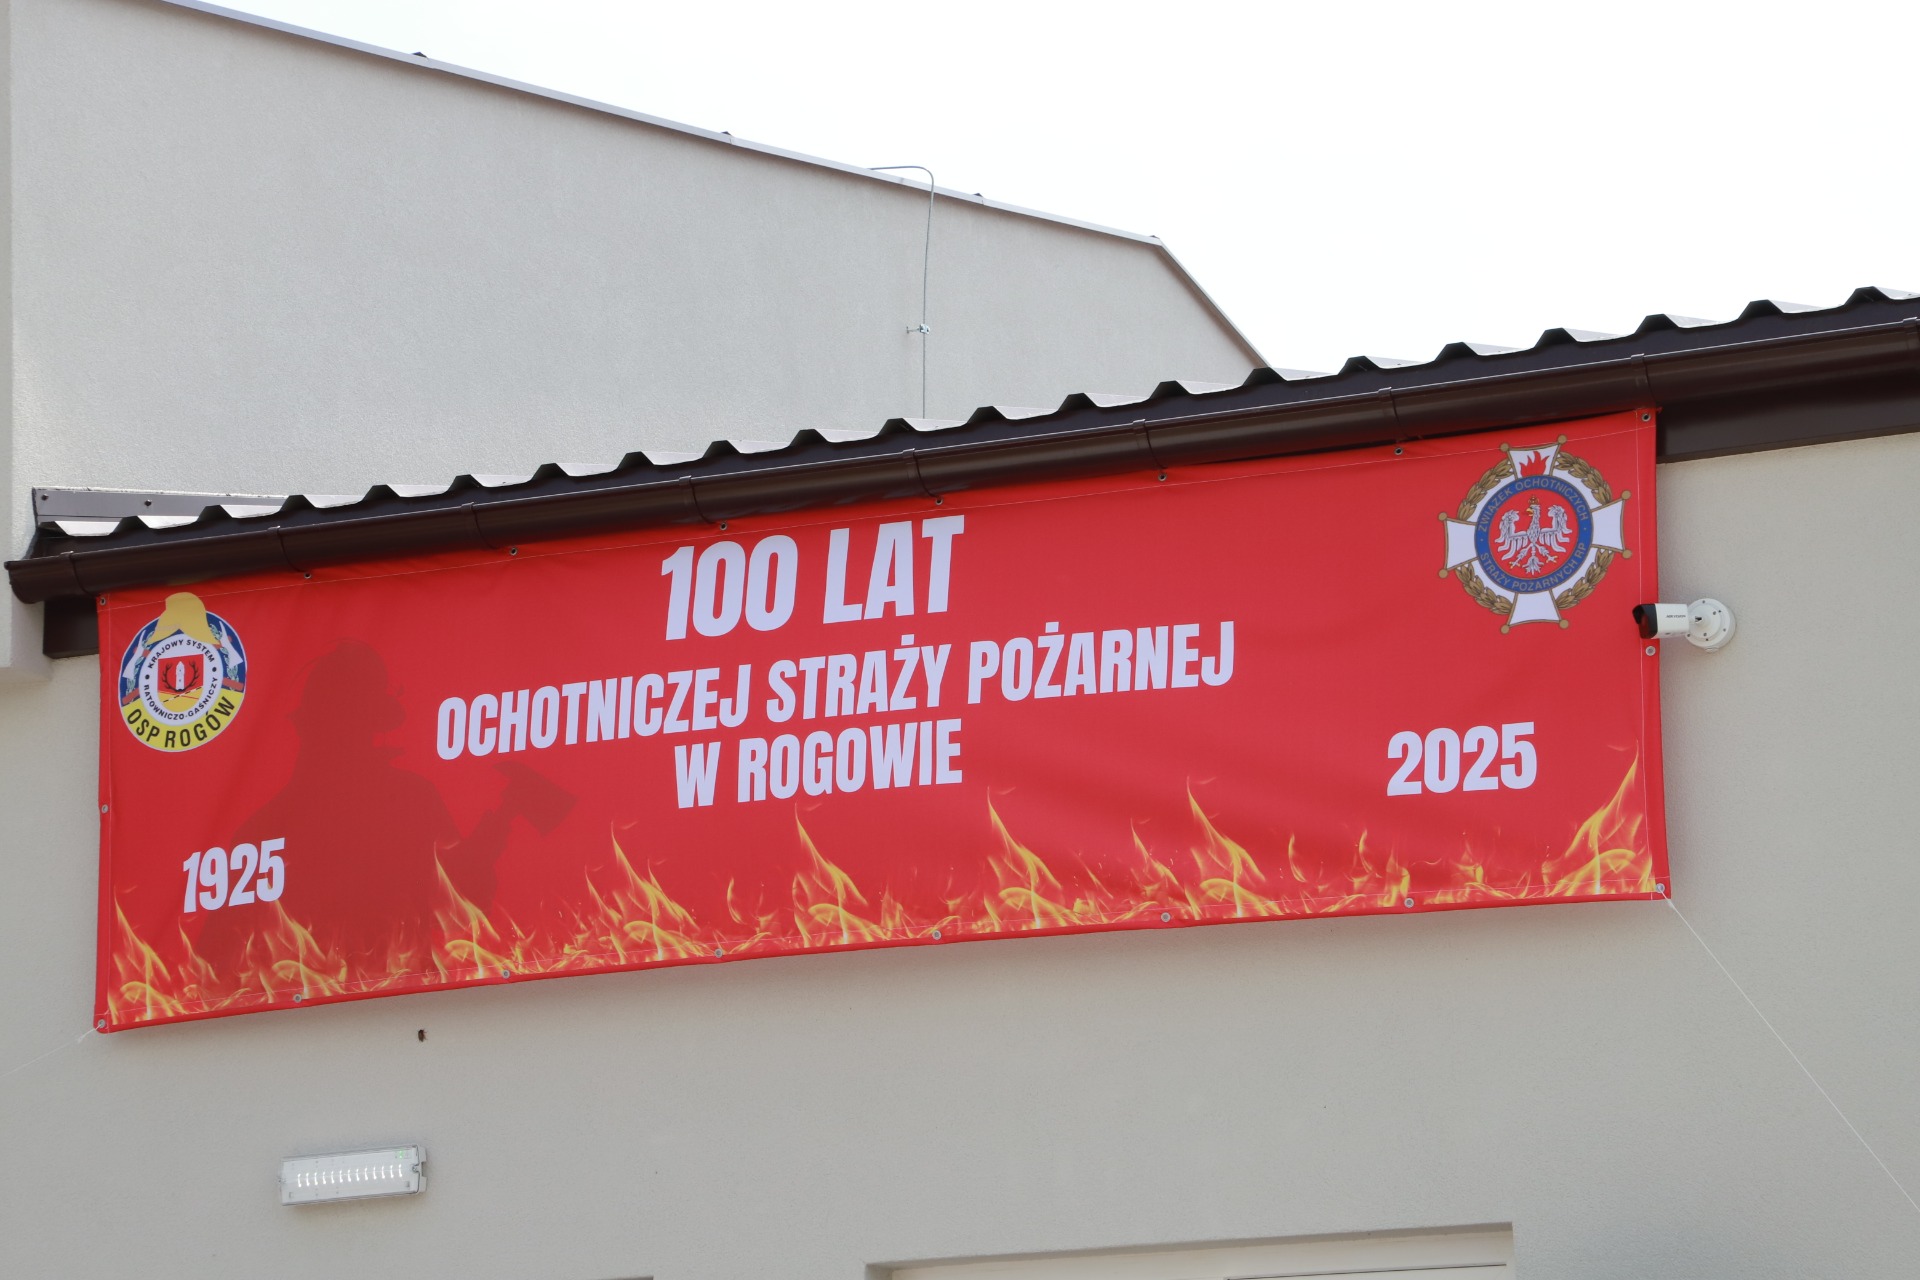 100 LAT
OCHOTNICZEJ STRAŻY POŻARNEJ
W ROGOWIE
1925
2025
KRAJOWY SYSTEM
RATOWNICZO-GAŚNICZY
OSP ROGÓW
ZWIĄZEK OCHOTNICZYCH
STRAŻY POŻARNYCH RP